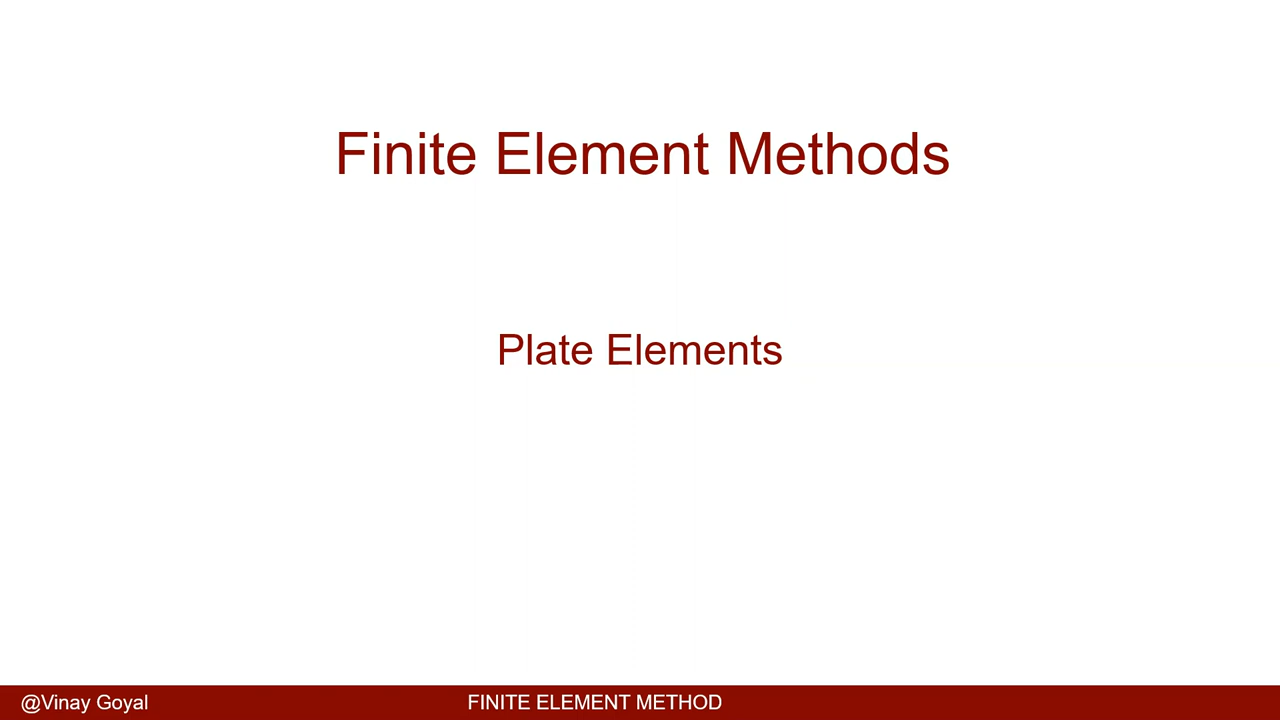 Finite Element Methods
Plate Elements
@Vinay Goyal
FINITE ELEMENT METHOD